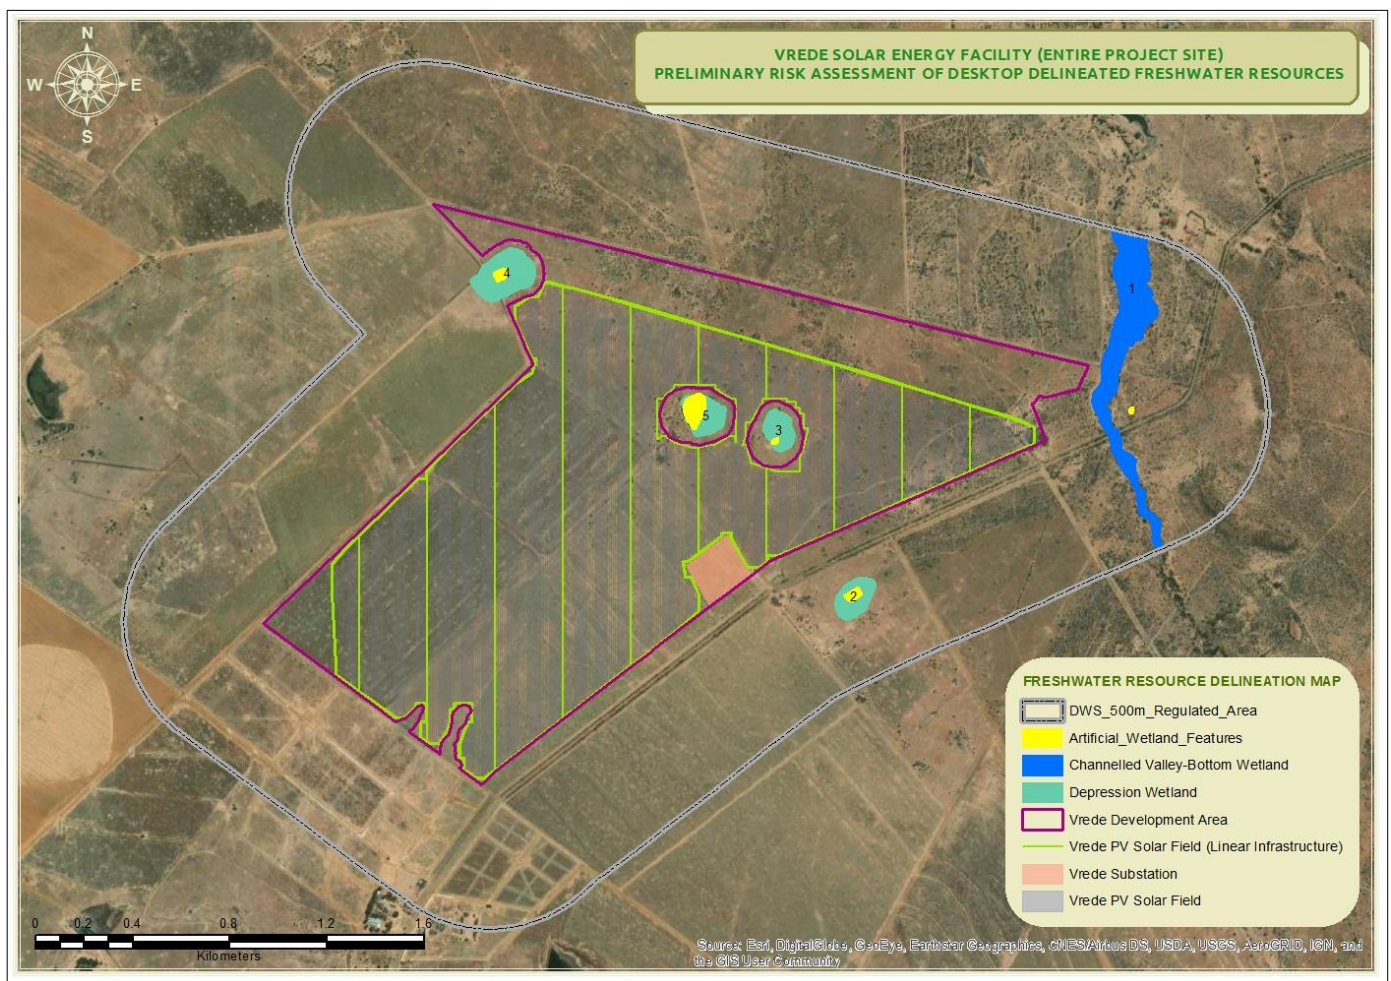 N
W E
S
VREDE SOLAR ENERGY FACILITY (ENTIRE PROJECT SITE)
PRELIMINARY RISK ASSESSMENT OF DESKTOP DELINEATED FRESHWATER RESOURCES
4
1
5
3
2
FRESHWATER RESOURCE DELINEATION MAP
DWS_500m_Regulated_Area
Artificial_Wetland_Features
Channelled Valley-Bottom Wetland
Depression Wetland
Vrede Development Area
Vrede PV Solar Field (Linear Infrastructure)
Vrede Substation
Vrede PV Solar Field
0 0.2 0.4 0.8 1.2 1.6
Kilometers
Source: Esri, DigitalGlobe, GeoEye, Earthstar Geographics, CNES/Airbus DS, USDA, USGS, AeroGRID, IGN, and
the GIS User Community